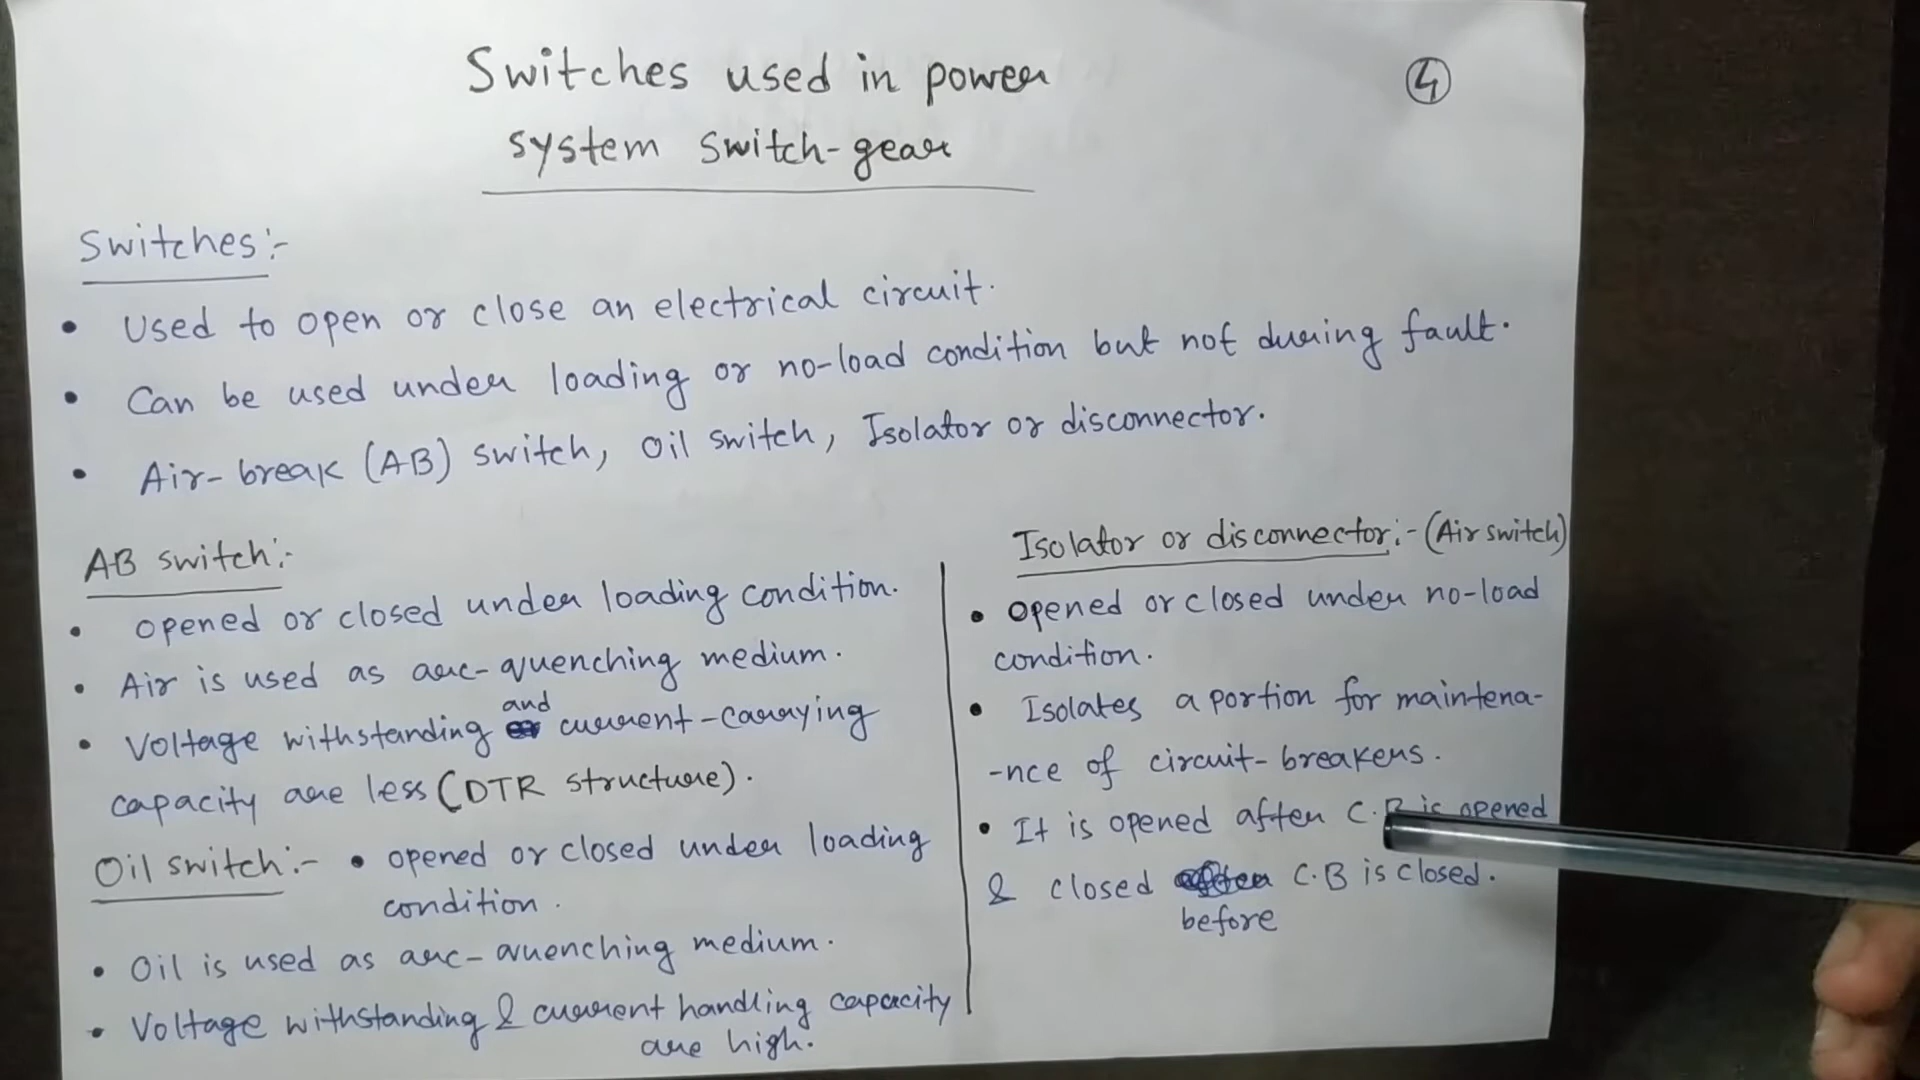 Switches used in power
④
system switch-gear
Switches:-
• Used to open or close an electrical circuit.
• Can be used under loading or no-load condition but not during fault.
• Air-break (AB) switch, Oil switch, Isolator or disconnector.
AB switch:-
• opened or closed under loading condition.
• Air is used as arc-quenching medium.
• Voltage withstanding and current-carrying
capacity are less (DTR structure).
Oil switch:- • opened or closed under loading
condition.
• Oil is used as arc-quenching medium.
• Voltage withstanding & current handling capacity
are high.
Isolator or disconnector:- (Air switch)
• opened or closed under no-load
condition.
• Isolates a portion for maintena-
-nce of circuit-breakers.
• It is opened after C.B is opened
& closed before C.B is closed.